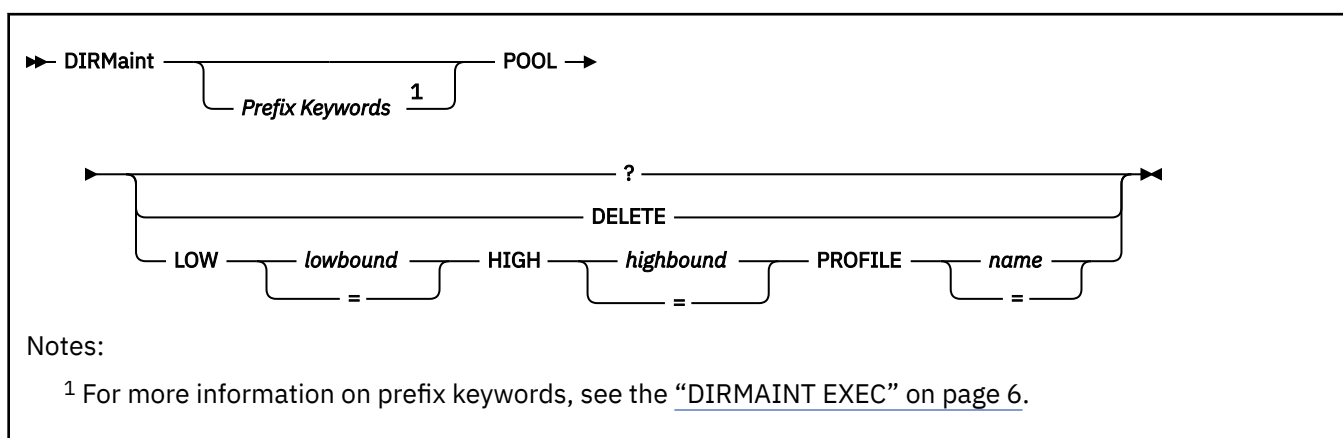 DIRMaint POOL
Prefix Keywords 1
?
DELETE
LOW lowbound HIGH highbound PROFILE name
= = =
Notes:
1 For more information on prefix keywords, see the “DIRMAINT EXEC” on page 6.